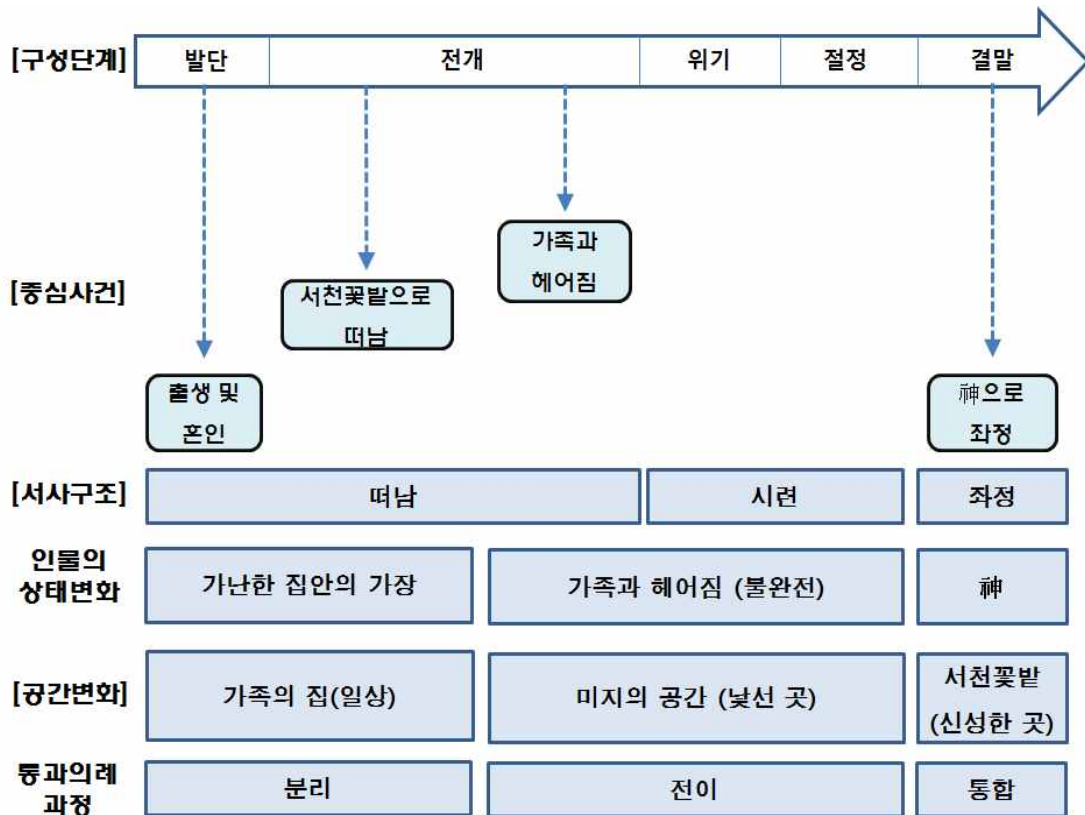 [구성단계]
발단
전개
위기
절정
결말
[중심사건]
가족과
헤어짐
서천꽃밭으로
떠남
출생 및
혼인
神으로
좌정
[서사구조]
떠남
시련
좌정
인물의
상태변화
가난한 집안의 가장
가족과 헤어짐 (불완전)
神
[공간변화]
가족의 집(일상)
미지의 공간 (낯선 곳)
서천꽃밭
(신성한 곳)
통과의례
과정
분리
전이
통합